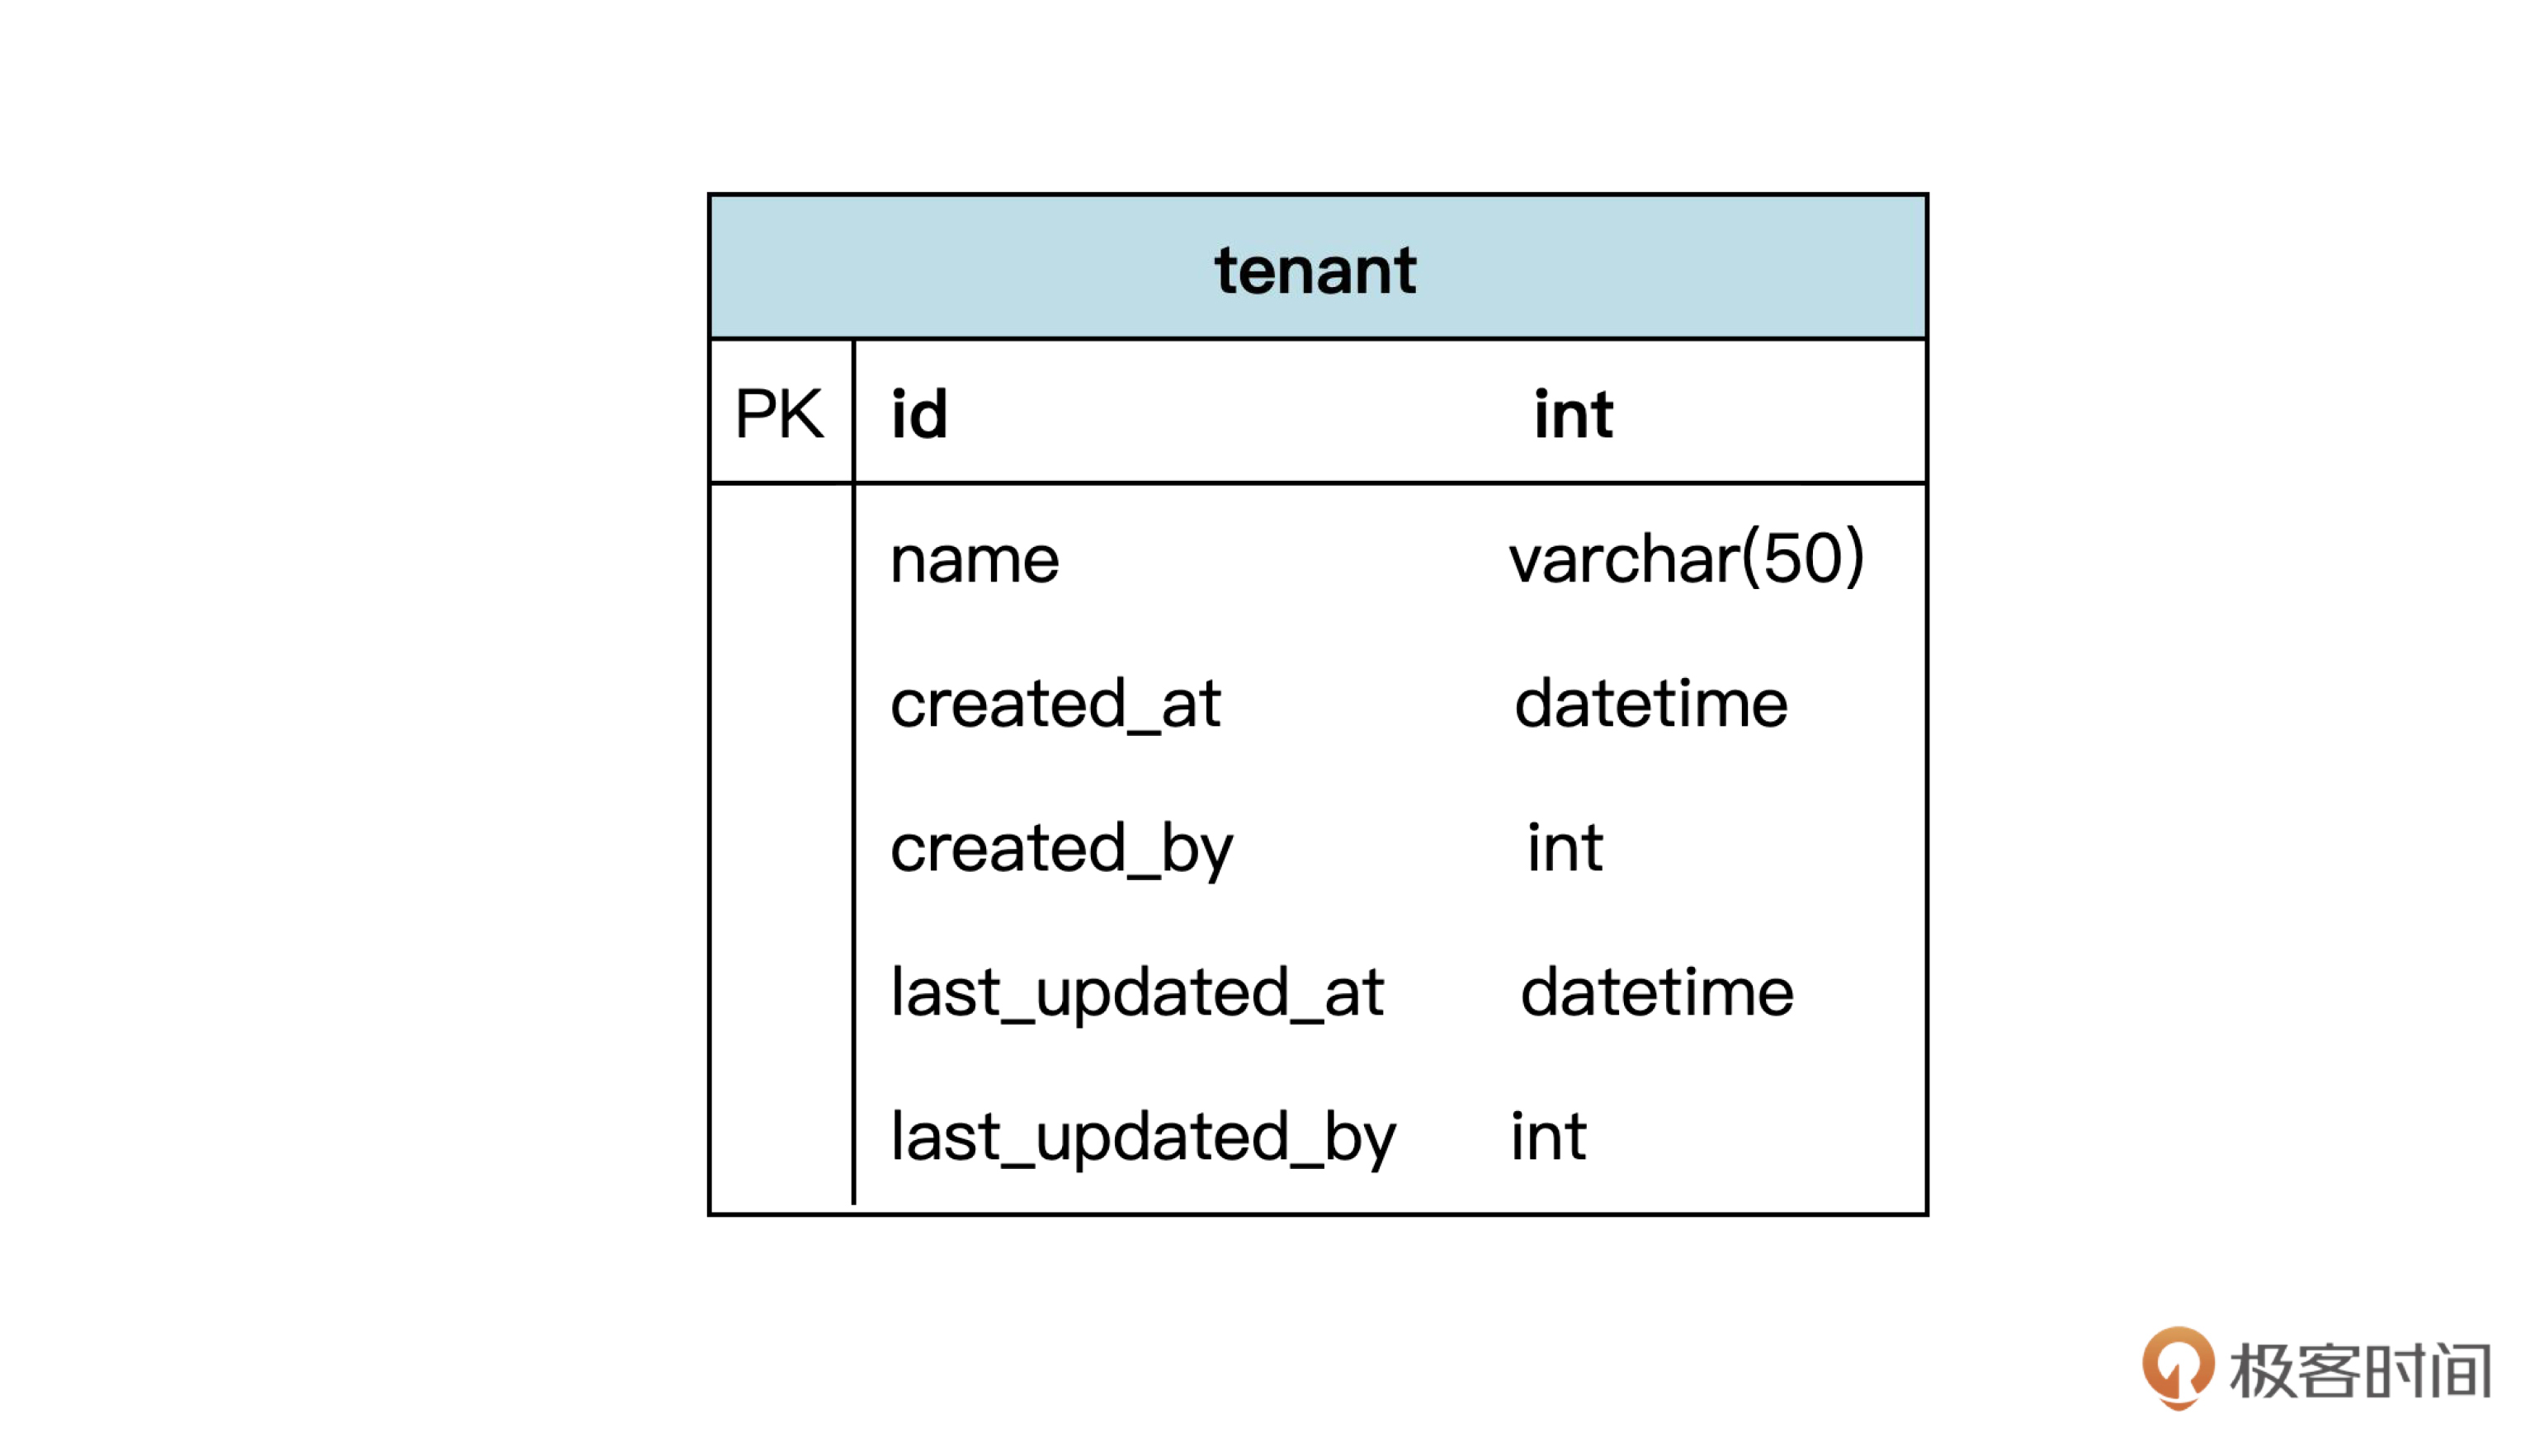 tenant
PK id int
name varchar(50)
created_at datetime
created_by int
last_updated_at datetime
last_updated_by int
极客时间